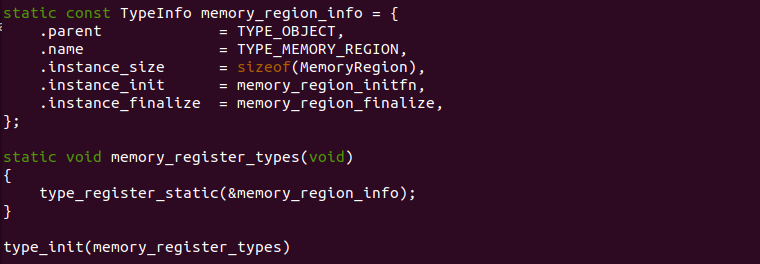 static const TypeInfo memory_region_info = {
    .parent             = TYPE_OBJECT,
    .name               = TYPE_MEMORY_REGION,
    .instance_size      = sizeof(MemoryRegion),
    .instance_init      = memory_region_initfn,
    .instance_finalize  = memory_region_finalize,
};

static void memory_register_types(void)
{
    type_register_static(&memory_region_info);
}

type_init(memory_register_types)